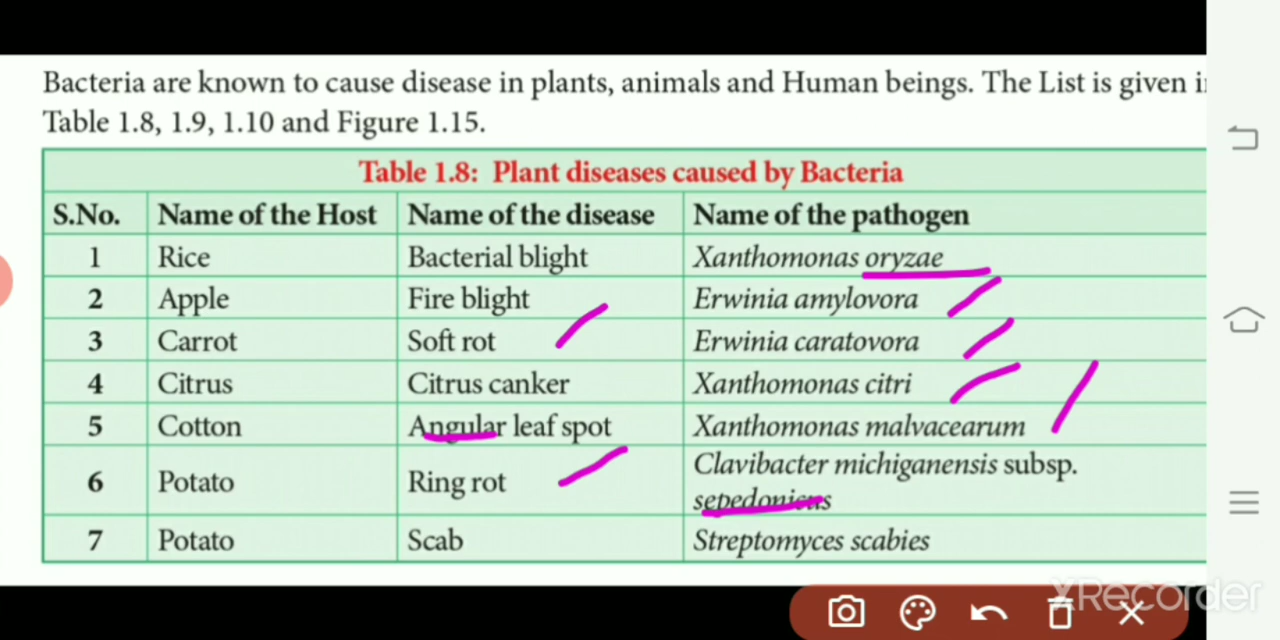 Bacteria are known to cause disease in plants, animals and Human beings. The List is given i
Table 1.8, 1.9, 1.10 and Figure 1.15.
Table 1.8: Plant diseases caused by Bacteria
S.No. Name of the Host Name of the disease Name of the pathogen
1 Rice Bacterial blight Xanthomonas oryzae
2 Apple Fire blight Erwinia amylovora
3 Carrot Soft rot Erwinia caratovora
4 Citrus Citrus canker Xanthomonas citri
5 Cotton Angular leaf spot Xanthomonas malvacearum
6 Potato Ring rot Clavibacter michiganensis subsp.
sepedonicus
7 Potato Scab Streptomyces scabies
XRecorder